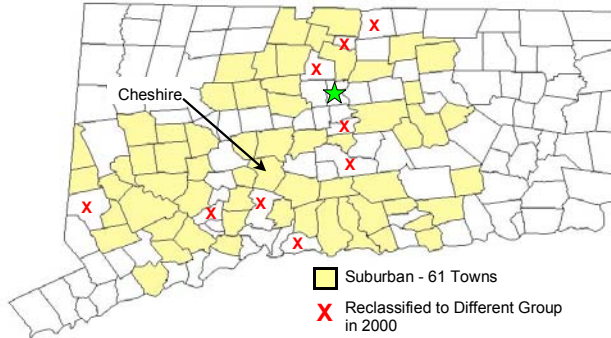 Cheshire
X
X
X
X
X
X
X
X
X
Suburban - 61 Towns
X Reclassified to Different Group
in 2000